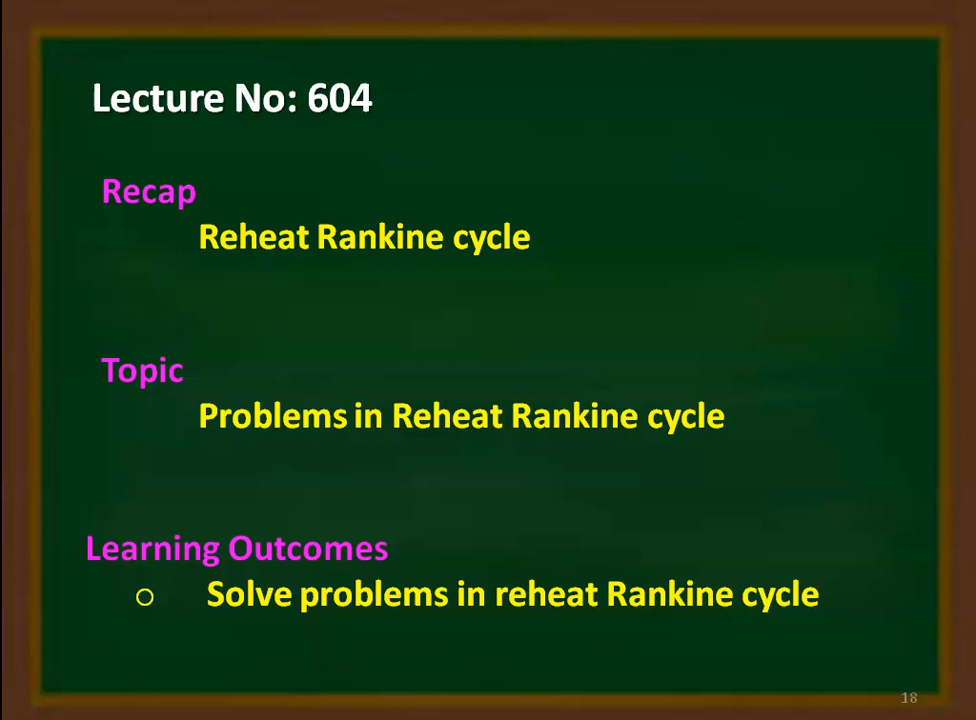 Lecture No: 604
Recap
Reheat Rankine cycle
Topic
Problems in Reheat Rankine cycle
Learning Outcomes
○ Solve problems in reheat Rankine cycle
18